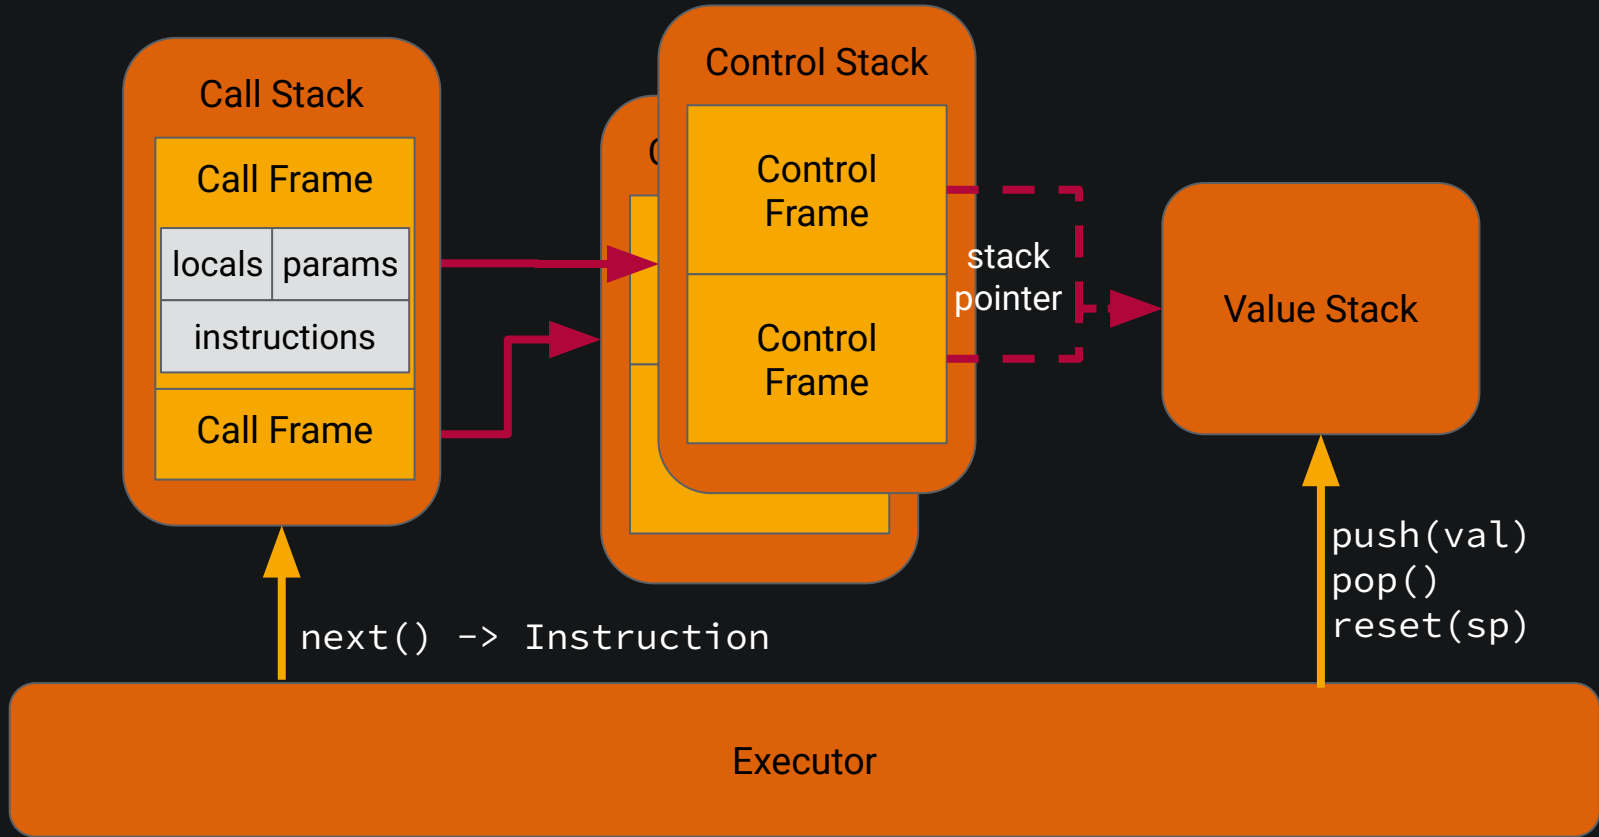 Call Stack
Call Frame
locals
params
instructions
Call Frame
Control Stack
Control
Frame
Control
Frame
stack
pointer
Value Stack
next() -> Instruction
push(val)
pop()
reset(sp)
Executor